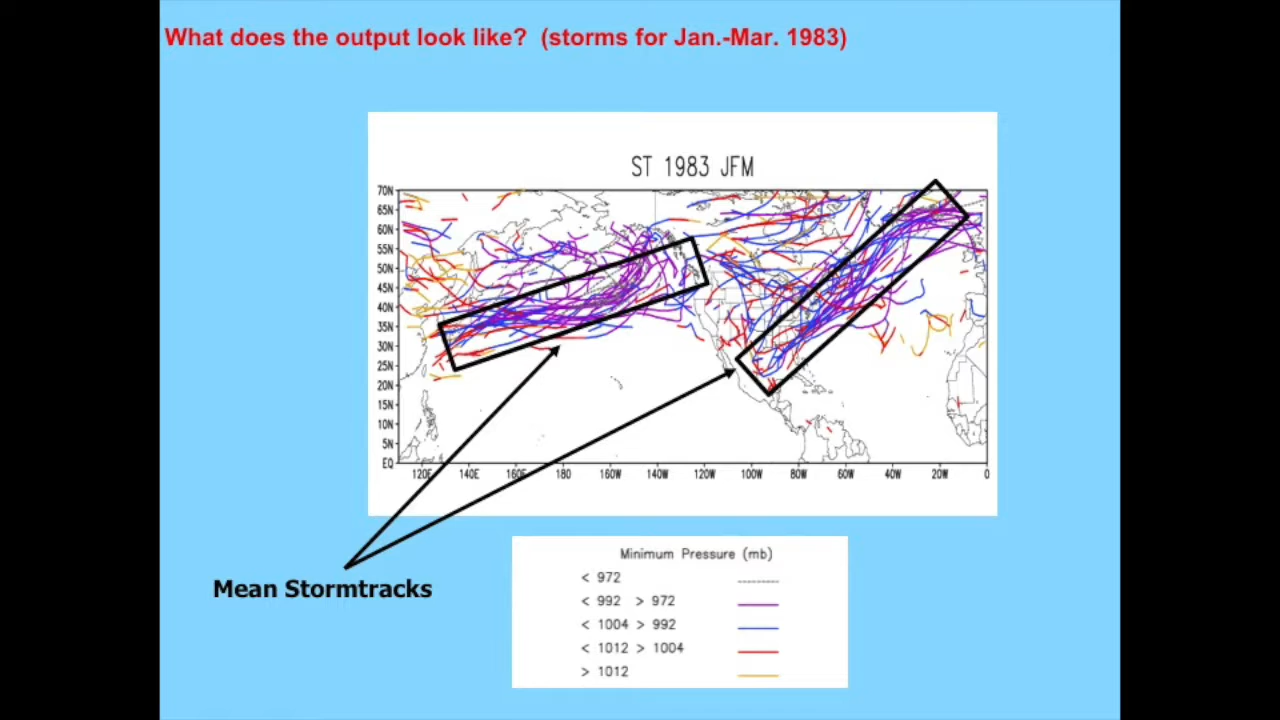 What does the output look like?  (storms for Jan.-Mar. 1983)
ST 1983 JFM
70N
65N
60N
55N
50N
45N
40N
35N
30N
25N
20N
15N
10N
5N
EQ
120E 140E 160E 180 160W 140W 120W 100W 80W 60W 40W 20W 0
Mean Stormtracks
Minimum Pressure (mb)
< 972
< 992 > 972
< 1004 > 992
< 1012 > 1004
> 1012